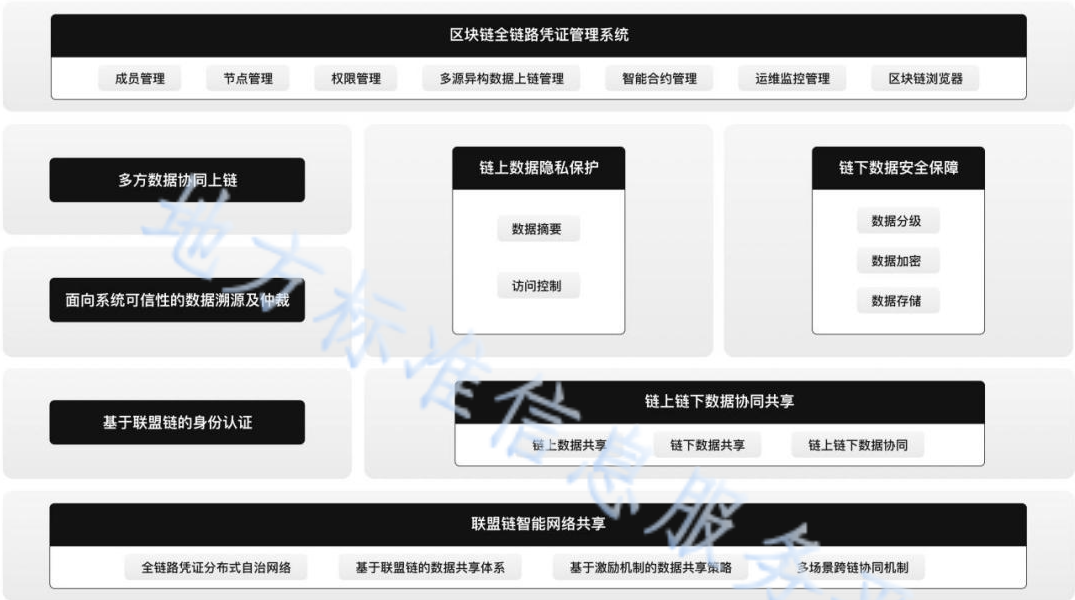 区块链全链路凭证管理系统
成员管理 节点管理 权限管理 多源异构数据上链管理 智能合约管理 运维监控管理 区块链浏览器
多方数据协同上链
面向系统可信性的数据溯源及仲裁
基于联盟链的身份认证
链上数据隐私保护
数据摘要
访问控制
链下数据安全保障
数据分级
数据加密
数据存储
链上链下数据协同共享
链上数据共享 链下数据共享 链上链下数据协同
联盟链智能网络共享
全链路凭证分布式自治网络 基于联盟链的数据共享体系 基于激励机制的数据共享策略 多场景跨链协同机制
地方标准信息服务平